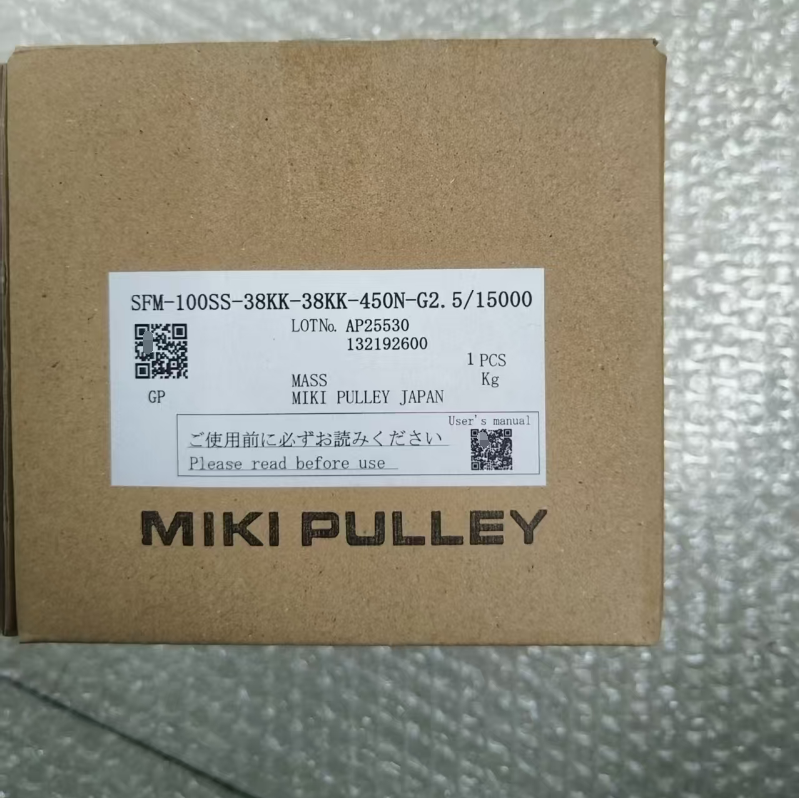 SFM-100SS-38KK-38KK-450N-G2.5/15000
LOTNo. AP25530
132192600
1 PCS
MASS Kg
GP MIKI PULLEY JAPAN
User's manual
ご使用前に必ずお読みください
Please read before use
MIKI PULLEY